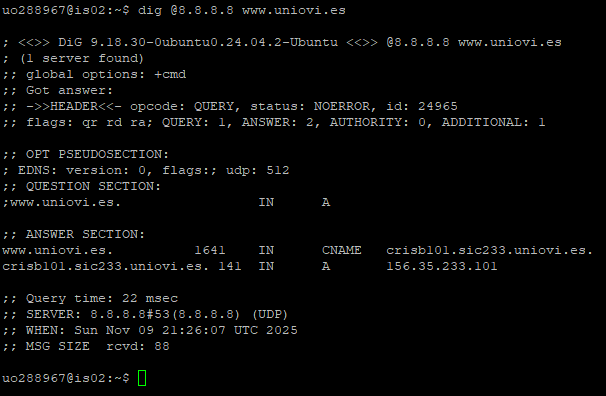 uo288967@is02:~$ dig @8.8.8.8 www.uniovi.es
; <<>> DiG 9.18.30-0ubuntu0.24.04.2-Ubuntu <<>> @8.8.8.8 www.uniovi.es
; (1 server found)
;; global options: +cmd
;; Got answer:
;; ->>HEADER<<- opcode: QUERY, status: NOERROR, id: 24965
;; flags: qr rd ra; QUERY: 1, ANSWER: 2, AUTHORITY: 0, ADDITIONAL: 1
;; OPT PSEUDOSECTION:
; EDNS: version: 0, flags:; udp: 512
;; QUESTION SECTION:
;www.uniovi.es. IN A
;; ANSWER SECTION:
www.uniovi.es. 1641 IN CNAME crisb101.sic233.uniovi.es.
crisb101.sic233.uniovi.es. 141 IN A 156.35.233.101
;; Query time: 22 msec
;; SERVER: 8.8.8.8#53(8.8.8.8) (UDP)
;; WHEN: Sun Nov 09 21:26:07 UTC 2025
;; MSG SIZE rcvd: 88
uo288967@is02:~$